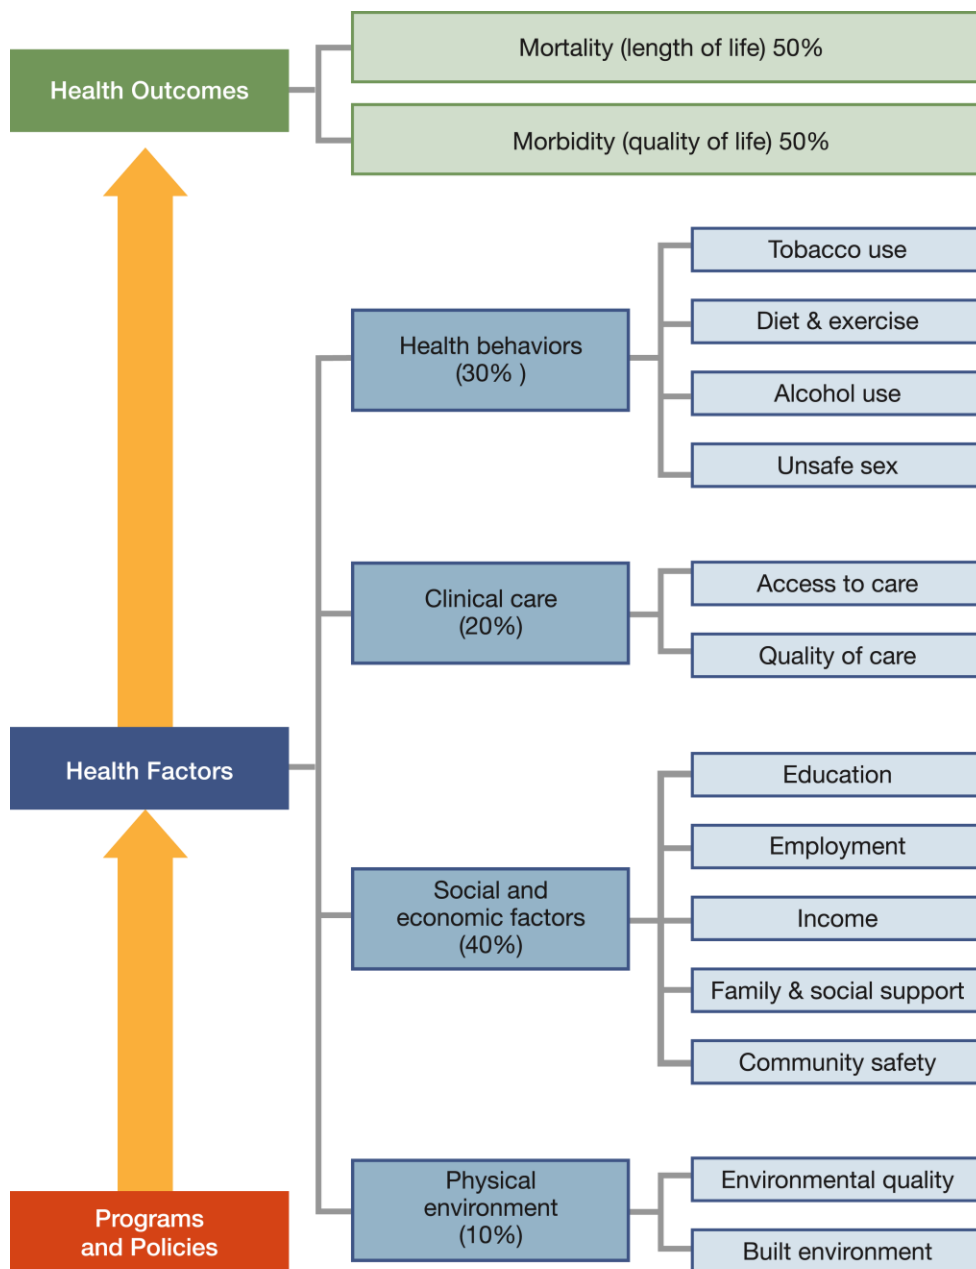 Health Outcomes
Mortality (length of life) 50%
Morbidity (quality of life) 50%
Health Factors
Health behaviors
(30% )
Tobacco use
Diet & exercise
Alcohol use
Unsafe sex
Clinical care
(20%)
Access to care
Quality of care
Social and
economic factors
(40%)
Education
Employment
Income
Family & social support
Community safety
Physical
environment
(10%)
Environmental quality
Built environment
Programs
and Policies